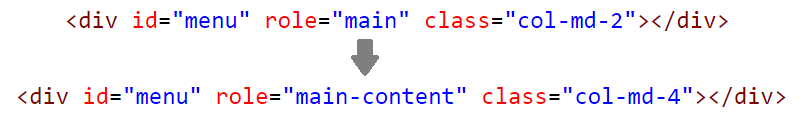 <div id="menu" role="main" class="col-md-2"></div>
<div id="menu" role="main-content" class="col-md-4"></div>